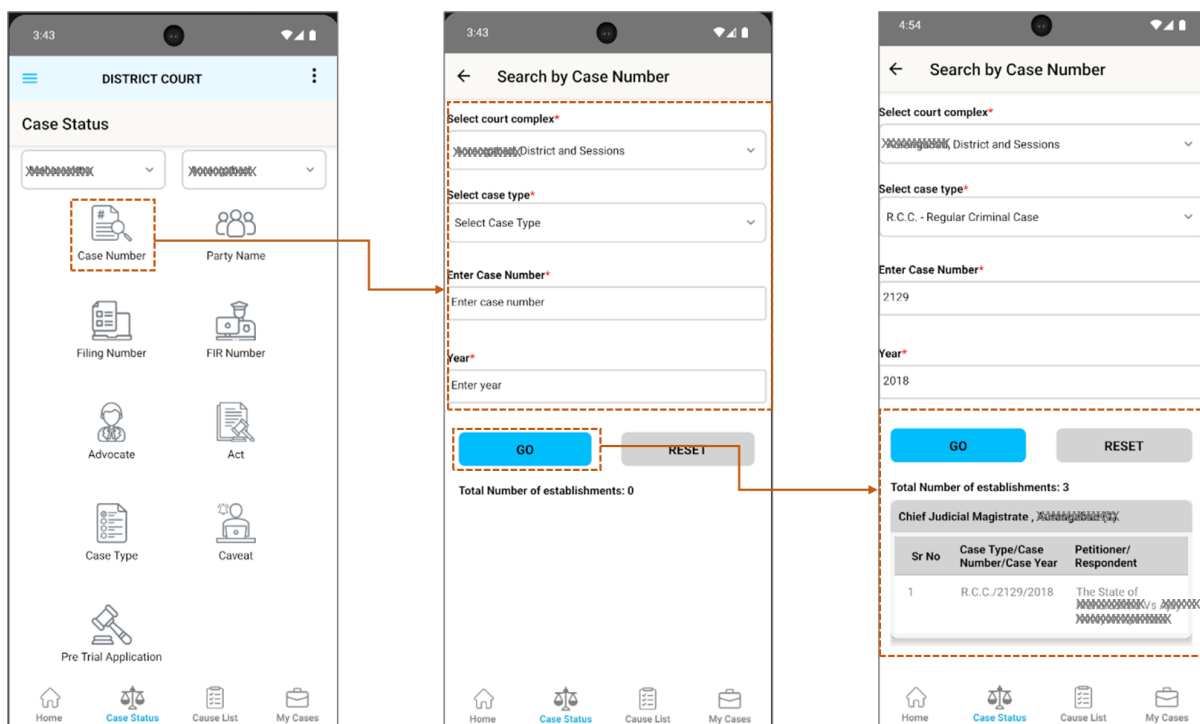 3:43
DISTRICT COURT
Case Status
Case Number
Party Name
Filing Number
FIR Number
Advocate
Act
Case Type
Caveat
Pre Trial Application
Home
Case Status
Cause List
My Cases
3:43
Search by Case Number
Select court complex*
District and Sessions
Select case type*
Select Case Type
Enter Case Number*
Enter case number
Year*
Enter year
GO
RESET
Total Number of establishments: 0
Home
Case Status
Cause List
My Cases
4:54
Search by Case Number
Select court complex*
District and Sessions
Select case type*
R.C.C. - Regular Criminal Case
Enter Case Number*
2129
Year*
2018
GO
RESET
Total Number of establishments: 3
Chief Judicial Magistrate ,
Sr No
Case Type/Case
Number/Case Year
Petitioner/
Respondent
1
R.C.C./2129/2018
The State of
Vs
Home
Case Status
Cause List
My Cases